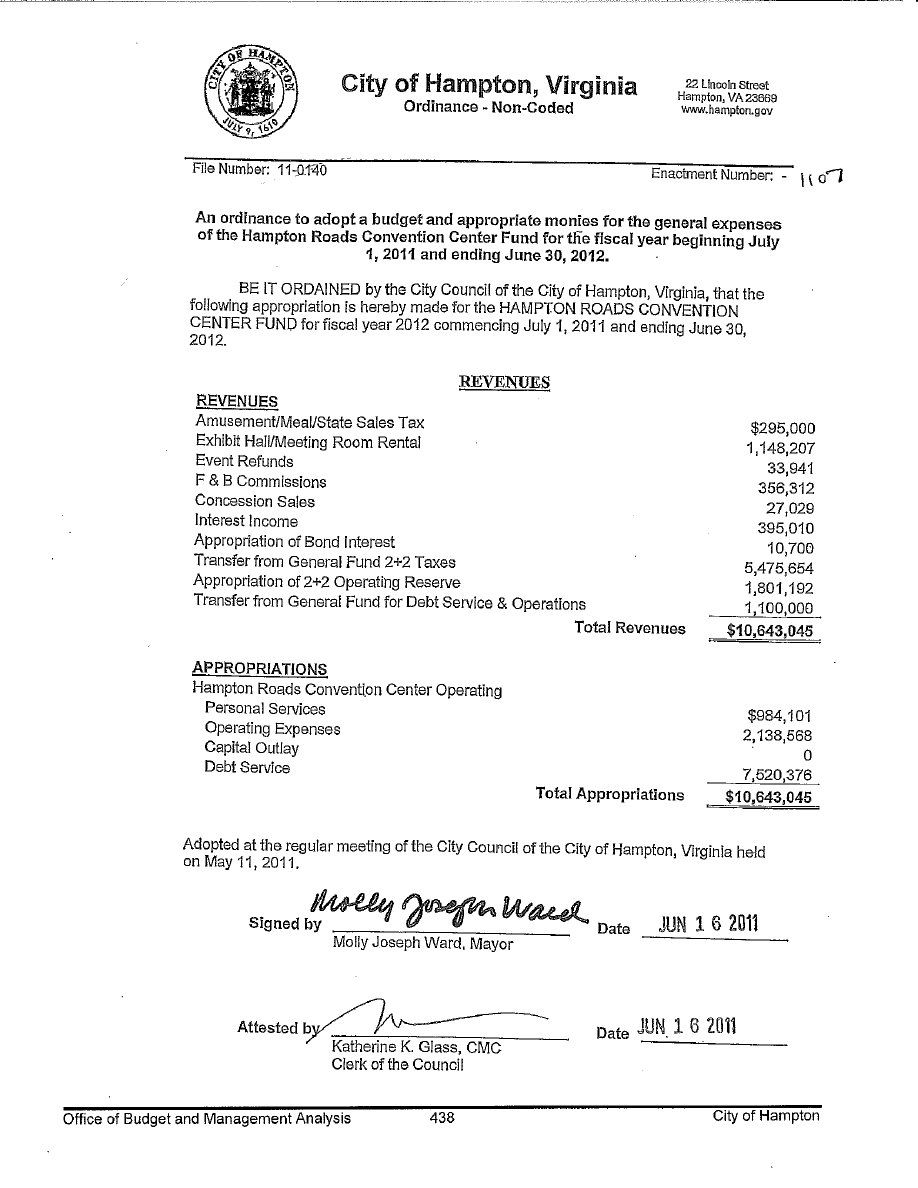 CITY OF HAMPTON
JULY 9, 1610
City of Hampton, Virginia
Ordinance - Non-Coded
22 Lincoln Street
Hampton, VA 23669
www.hampton.gov
File Number: 11-0140
Enactment Number: - 1107
An ordinance to adopt a budget and appropriate monies for the general expenses
of the Hampton Roads Convention Center Fund for the fiscal year beginning July
1, 2011 and ending June 30, 2012.
BE IT ORDAINED by the City Council of the City of Hampton, Virginia, that the
following appropriation is hereby made for the HAMPTON ROADS CONVENTION
CENTER FUND for fiscal year 2012 commencing July 1, 2011 and ending June 30,
2012.
REVENUES
REVENUES
Amusement/Meal/State Sales Tax $295,000
Exhibit Hall/Meeting Room Rental 1,148,207
Event Refunds 33,941
F & B Commissions 356,312
Concession Sales 27,029
Interest Income 395,010
Appropriation of Bond Interest 10,700
Transfer from General Fund 2+2 Taxes 5,475,654
Appropriation of 2+2 Operating Reserve 1,801,192
Transfer from General Fund for Debt Service & Operations 1,100,000
Total Revenues $10,643,045
APPROPRIATIONS
Hampton Roads Convention Center Operating
Personal Services $984,101
Operating Expenses 2,138,568
Capital Outlay 0
Debt Service 7,520,376
Total Appropriations $10,643,045
Adopted at the regular meeting of the City Council of the City of Hampton, Virginia held
on May 11, 2011.
Molly Joseph Ward
Signed by Date JUN 16 2011
Molly Joseph Ward, Mayor
Attested by Date JUN 16 2011
Katherine K. Glass, CMC
Clerk of the Council
Office of Budget and Management Analysis 438 City of Hampton